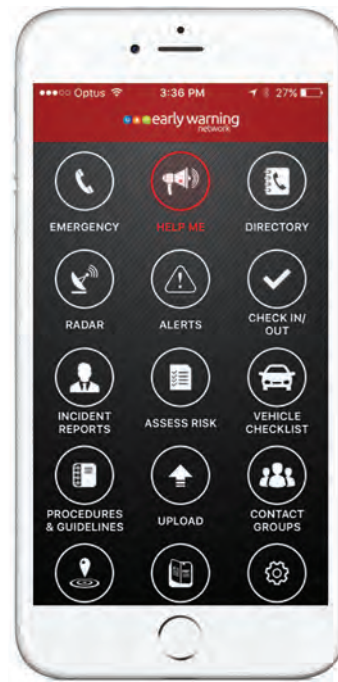 Optus 3:36 PM 27%
early warning
network
EMERGENCY HELP ME DIRECTORY
RADAR ALERTS CHECK IN/
OUT
INCIDENT
REPORTS ASSESS RISK VEHICLE
CHECKLIST
PROCEDURES
& GUIDELINES UPLOAD CONTACT
GROUPS